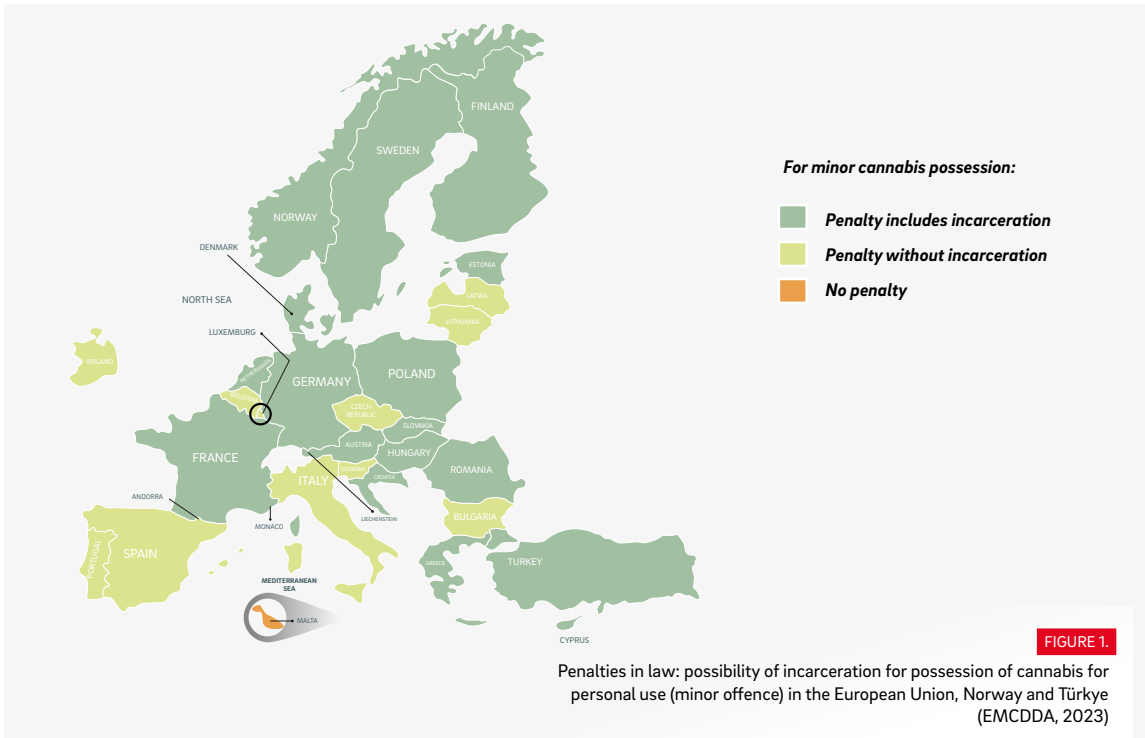 FINLAND
SWEDEN
NORWAY
DENMARK
ESTONIA
NORTH SEA
LATVIA
LITHUANIA
LUXEMBURG
IRELAND
NETHERLANDS
GERMANY
POLAND
BELGIUM
CZECH
REPUBLIC
SLOVAKIA
AUSTRIA
HUNGARY
FRANCE
ROMANIA
SLOVENIA
ITALY
CROATIA
ANDORRA
MONACO
LIECHENSTEIN
BULGARIA
PORTUGAL
SPAIN
GREECE
TURKEY
MEDITERRANEAN
SEA
MALTA
CYPRUS
For minor cannabis possession:
Penalty includes incarceration
Penalty without incarceration
No penalty
FIGURE 1.
Penalties in law: possibility of incarceration for possession of cannabis for
personal use (minor offence) in the European Union, Norway and Türkye
(EMCDDA, 2023)